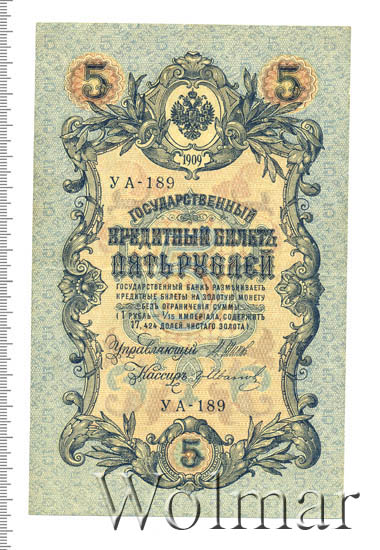 5 5
1909
УА-189
ГОСУДАРСТВЕННЫЙ
КРЕДИТНЫЙ БИЛЕТЪ
ПЯТЬ РУБЛЕЙ
ГОСУДАРСТВЕННЫЙ БАНКЪ РАЗМѢНИВАЕТЪ
КРЕДИТНЫЕ БИЛЕТЫ НА ЗОЛОТУЮ МОНЕТУ
БЕЗЪ ОГРАНИЧЕНІЯ СУММЫ
(1 РУБЛЬ = 1/15 ИМПЕРІАЛА, СОДЕРЖИТЪ
17,424 ДОЛЕЙ ЧИСТАГО ЗОЛОТА).
Управляющій
Кассиръ
УА-189
5
Wolmar